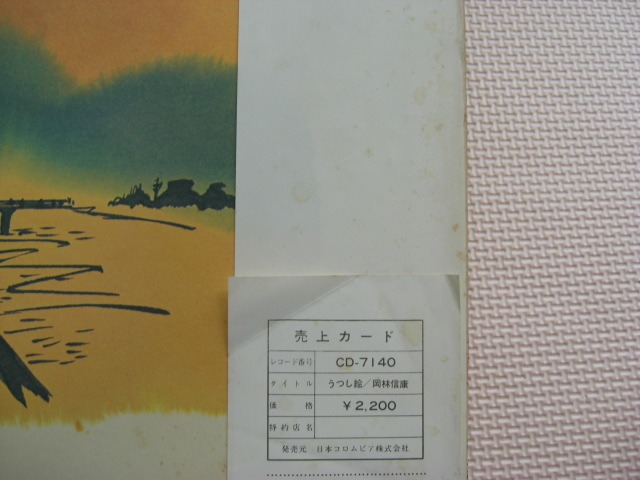 売上カード
レコード番号 CD-7140
タイトル うつし絵／岡林信康
価格 ¥2,200
特約店名
発売元 日本コロムビア株式会社